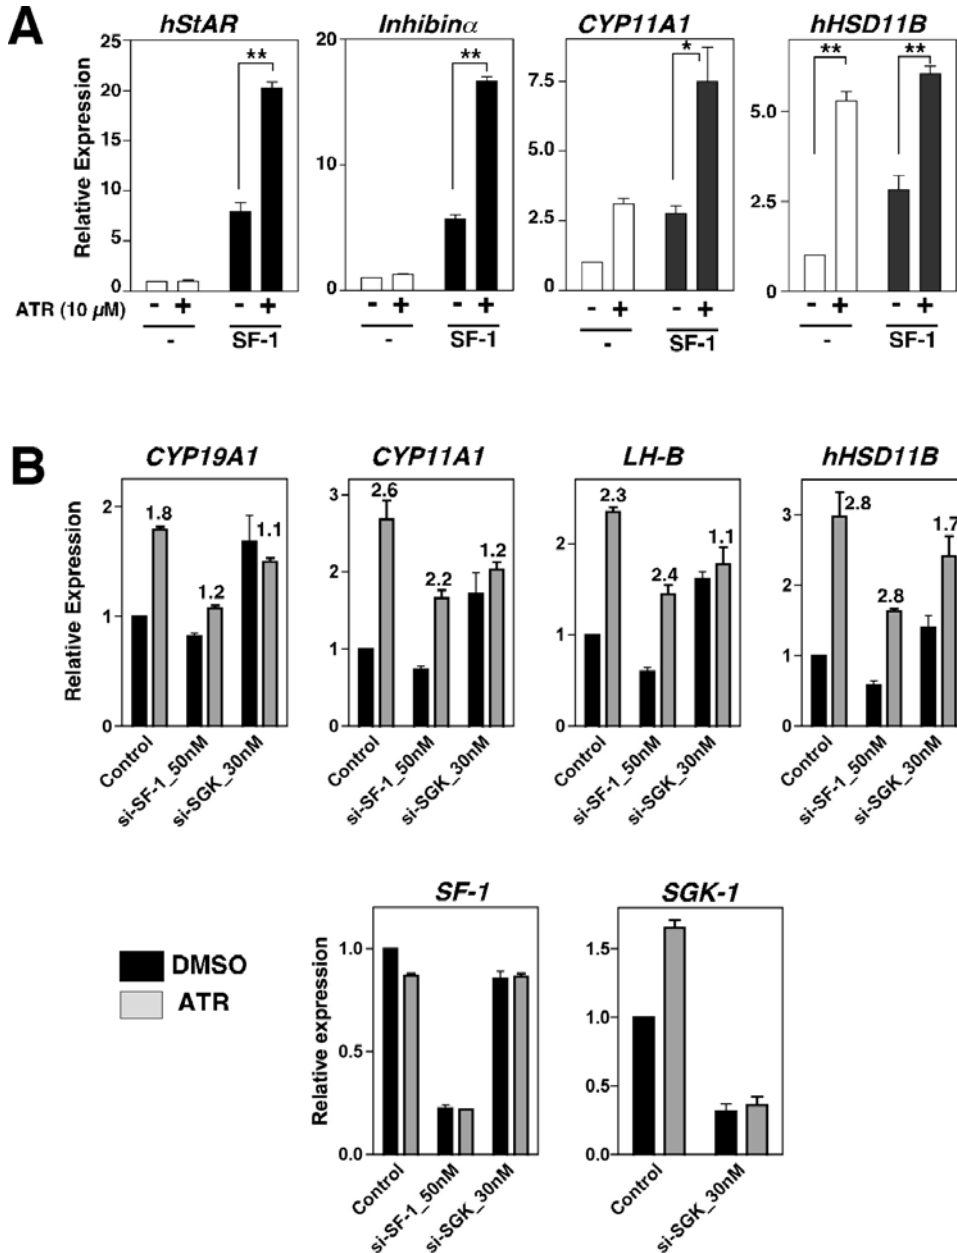 A
hStAR
Inhibinα
CYP11A1
hHSD11B
Relative Expression
25
20
15
10
5
0
**
20
10
0
**
7.5
5.0
2.5
0
*
5.0
2.5
0
**
**
ATR (10 µM)
- + - +
- + - +
- + - +
- + - +
- SF-1
- SF-1
- SF-1
- SF-1
B
CYP19A1
CYP11A1
LH-B
hHSD11B
Relative Expression
2
1
0
1.8
1.2
1.1
3
2
1
0
2.6
2.2
1.2
2
1
0
2.3
2.4
1.1
3
2
1
0
2.8
2.8
1.7
Control
si-SF-1_50nM
si-SGK_30nM
Control
si-SF-1_50nM
si-SGK_30nM
Control
si-SF-1_50nM
si-SGK_30nM
Control
si-SF-1_50nM
si-SGK_30nM
DMSO
ATR
SF-1
SGK-1
Relative expression
1.0
0.5
0.0
1.5
1.0
0.5
0.0
Control
si-SF-1_50nM
si-SGK_30nM
Control
si-SGK_30nM